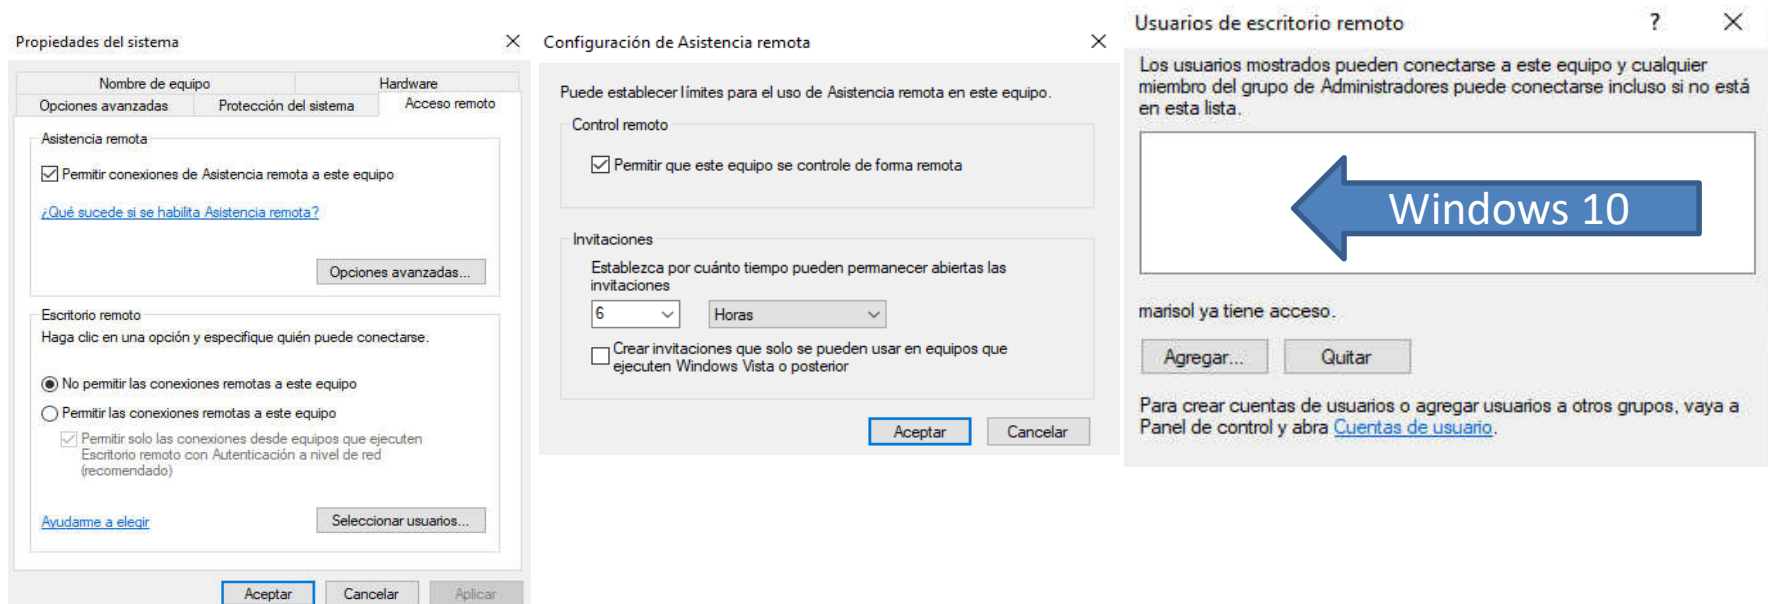 Propiedades del sistema
Nombre de equipo
Hardware
Opciones avanzadas
Protección del sistema
Acceso remoto
Asistencia remota
Permitir conexiones de Asistencia remota a este equipo
¿Qué sucede si se habilita Asistencia remota?
Opciones avanzadas...
Escritorio remoto
Haga clic en una opción y especifique quién puede conectarse.
No permitir las conexiones remotas a este equipo
Permitir las conexiones remotas a este equipo
Permitir solo las conexiones desde equipos que ejecuten
Escritorio remoto con Autenticación a nivel de red
(recomendado)
Ayudarme a elegir
Seleccionar usuarios...
Aceptar
Cancelar
Aplicar
Configuración de Asistencia remota
Puede establecer límites para el uso de Asistencia remota en este equipo.
Control remoto
Permitir que este equipo se controle de forma remota
Invitaciones
Establezca por cuánto tiempo pueden permanecer abiertas las
invitaciones
6
Horas
Crear invitaciones que solo se pueden usar en equipos que
ejecuten Windows Vista o posterior
Aceptar
Cancelar
Usuarios de escritorio remoto
?
Los usuarios mostrados pueden conectarse a este equipo y cualquier
miembro del grupo de Administradores puede conectarse incluso si no está
en esta lista.
Windows 10
marisol ya tiene acceso.
Agregar...
Quitar
Para crear cuentas de usuarios o agregar usuarios a otros grupos, vaya a
Panel de control y abra Cuentas de usuario.